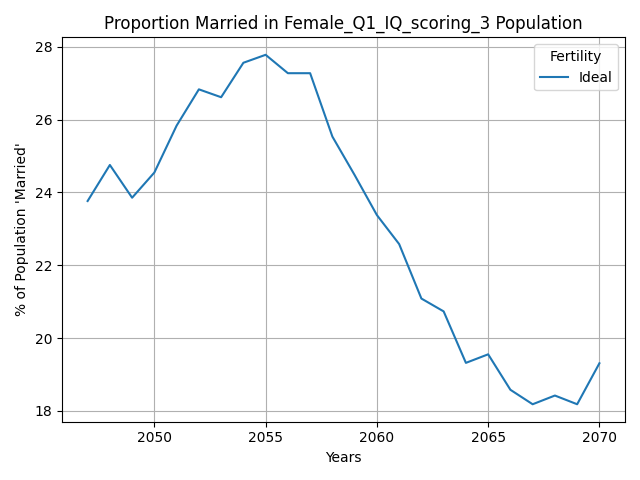 Proportion Married in Female_Q1_IQ_scoring_3 Population
Fertility
Ideal
28
26
24
22
20
18
% of Population 'Married'
2050 2055 2060 2065 2070
Years